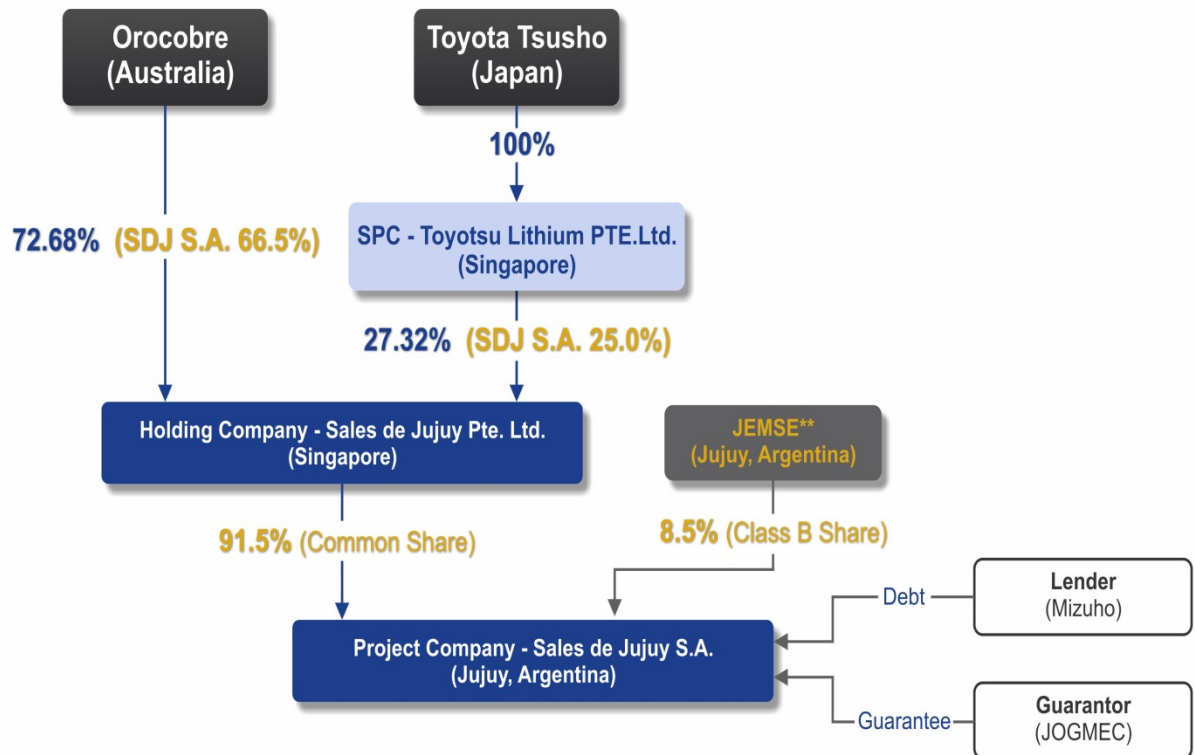 Orocobre
(Australia)
Toyota Tsusho
(Japan)
100%
72.68% (SDJ S.A. 66.5%)
SPC - Toyotsu Lithium PTE.Ltd.
(Singapore)
27.32% (SDJ S.A. 25.0%)
Holding Company - Sales de Jujuy Pte. Ltd.
(Singapore)
JEMSE**
(Jujuy, Argentina)
91.5% (Common Share)
8.5% (Class B Share)
Debt
Lender
(Mizuho)
Project Company - Sales de Jujuy S.A.
(Jujuy, Argentina)
Guarantee
Guarantor
(JOGMEC)